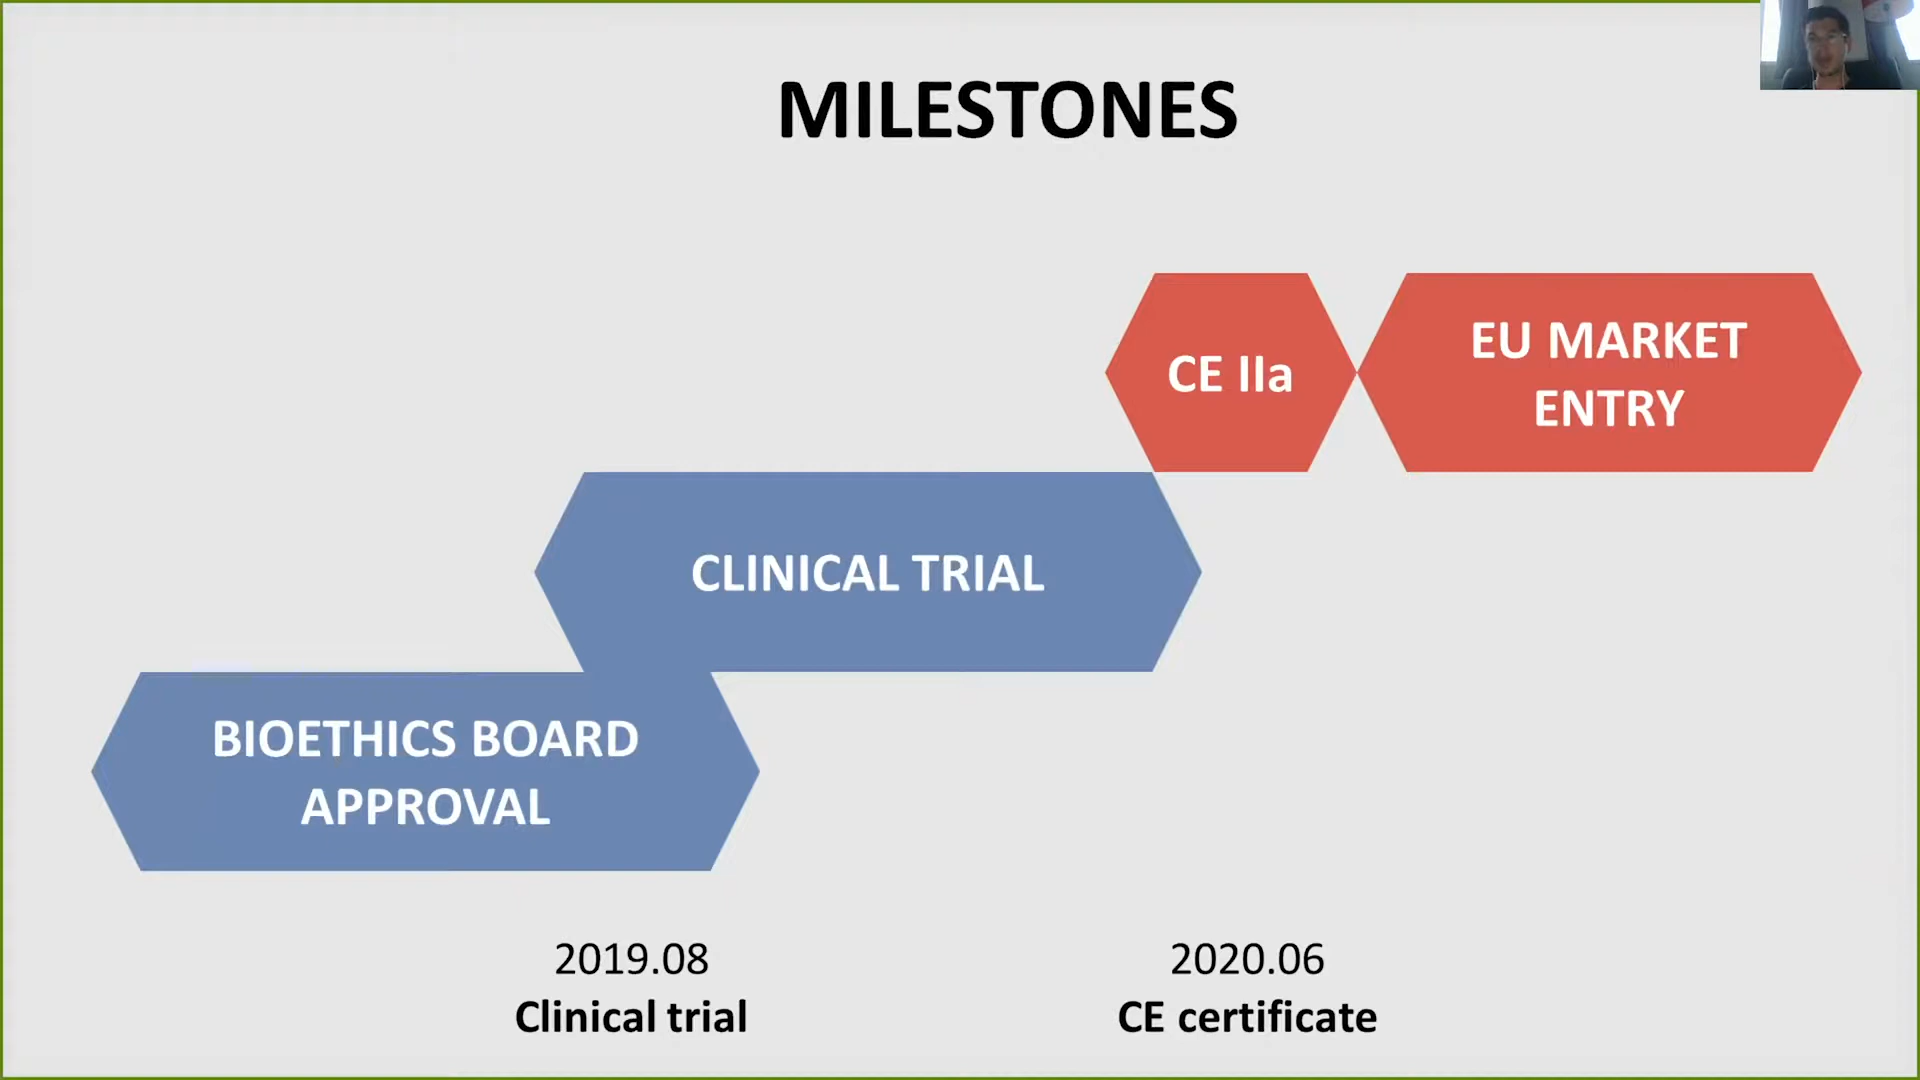 MILESTONES
CE IIa
EU MARKET
ENTRY
CLINICAL TRIAL
BIOETHICS BOARD
APPROVAL
2019.08
Clinical trial
2020.06
CE certificate